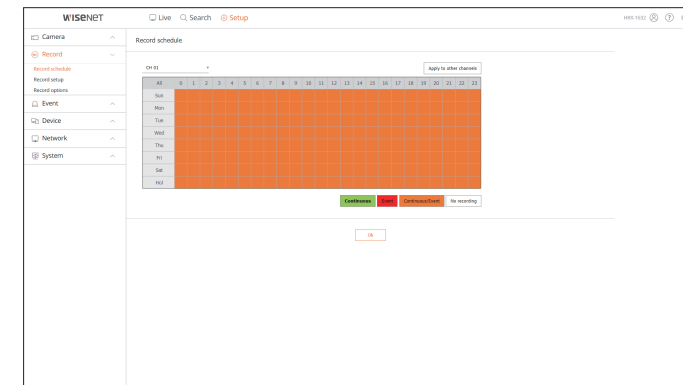 WISENET
Live Search Setup
HRX-1632
Camera
Record
Record schedule
Record setup
Record options
Event
Device
Network
System
Record schedule
CH 01
Apply to other channels
All 0 1 2 3 4 5 6 7 8 9 10 11 12 13 14 15 16 17 18 19 20 21 22 23
Sun
Mon
Tue
Wed
Thu
Fri
Sat
Hol
Continuous Event Continuous/Event No recording
Ok